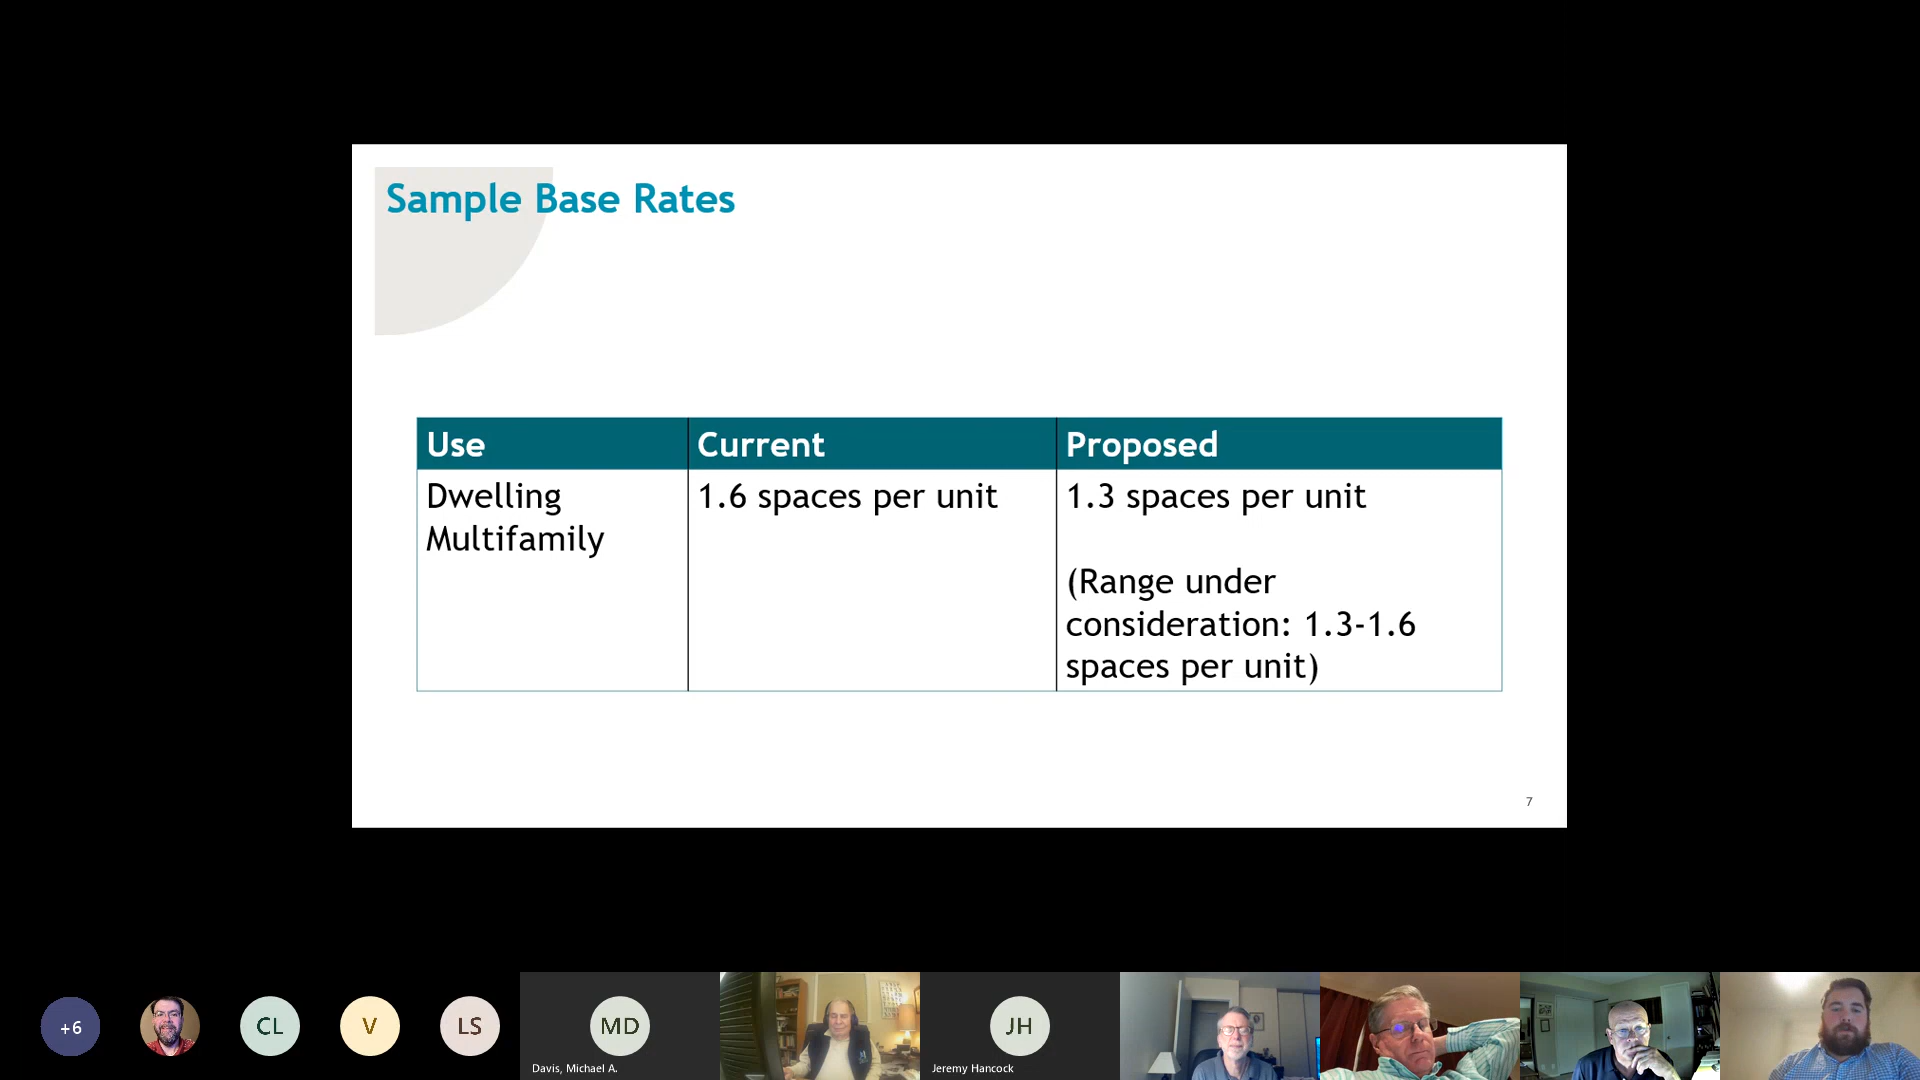 Sample Base Rates
Use
Current
Proposed
Dwelling
Multifamily
1.6 spaces per unit
1.3 spaces per unit
(Range under
consideration: 1.3-1.6
spaces per unit)
7
+6
CL
V
LS
MD
Davis, Michael A.
JH
Jeremy Hancock